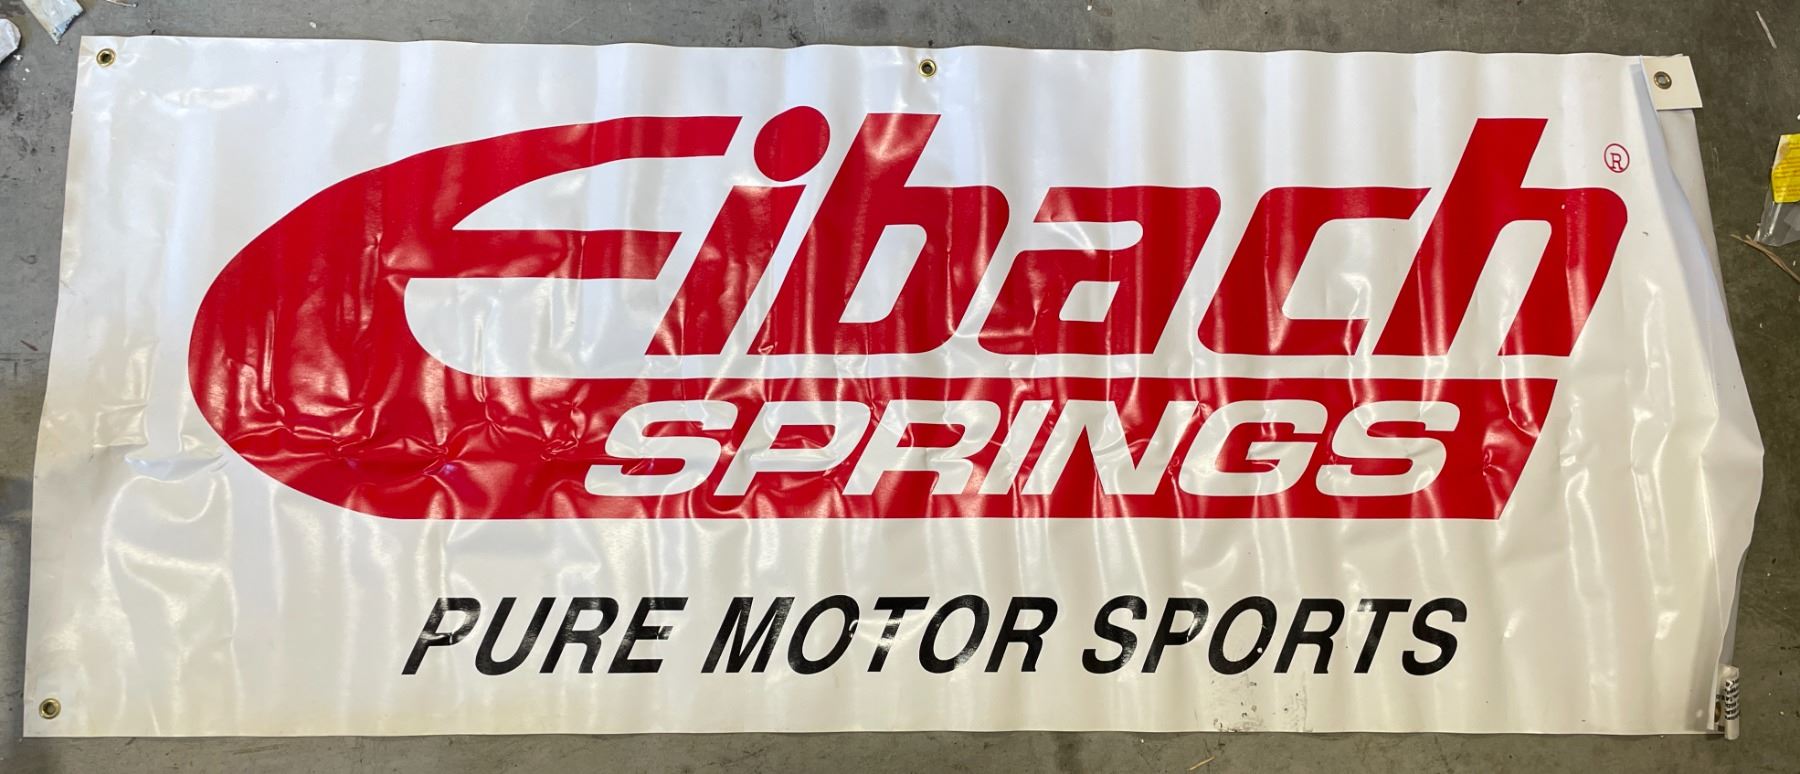 Eibach®
SPRINGS
PURE MOTOR SPORTS